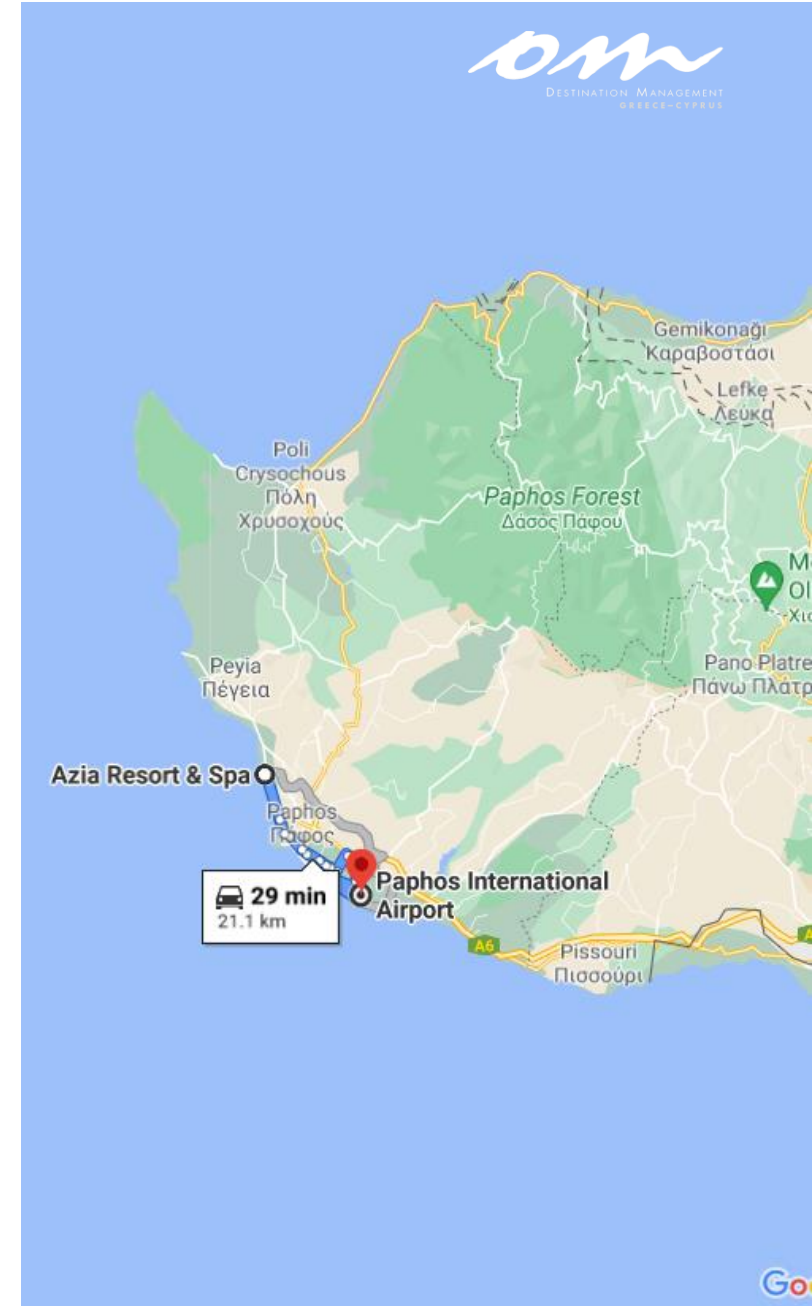 om
DESTINATION MANAGEMENT
GREECE–CYPRUS
Gemikonağı
Καραβοστάσι
Lefke
Λεύκα
Poli
Crysochous
Πόλη
Χρυσοχούς
Paphos Forest
Δάσος Πάφου
Pano Platre
Πάνω Πλάτρ
Peyia
Πέγεια
Azia Resort & Spa
Paphos
Πάφος
29 min
21.1 km
Paphos International
Airport
A6
Pissouri
Πισσούρι